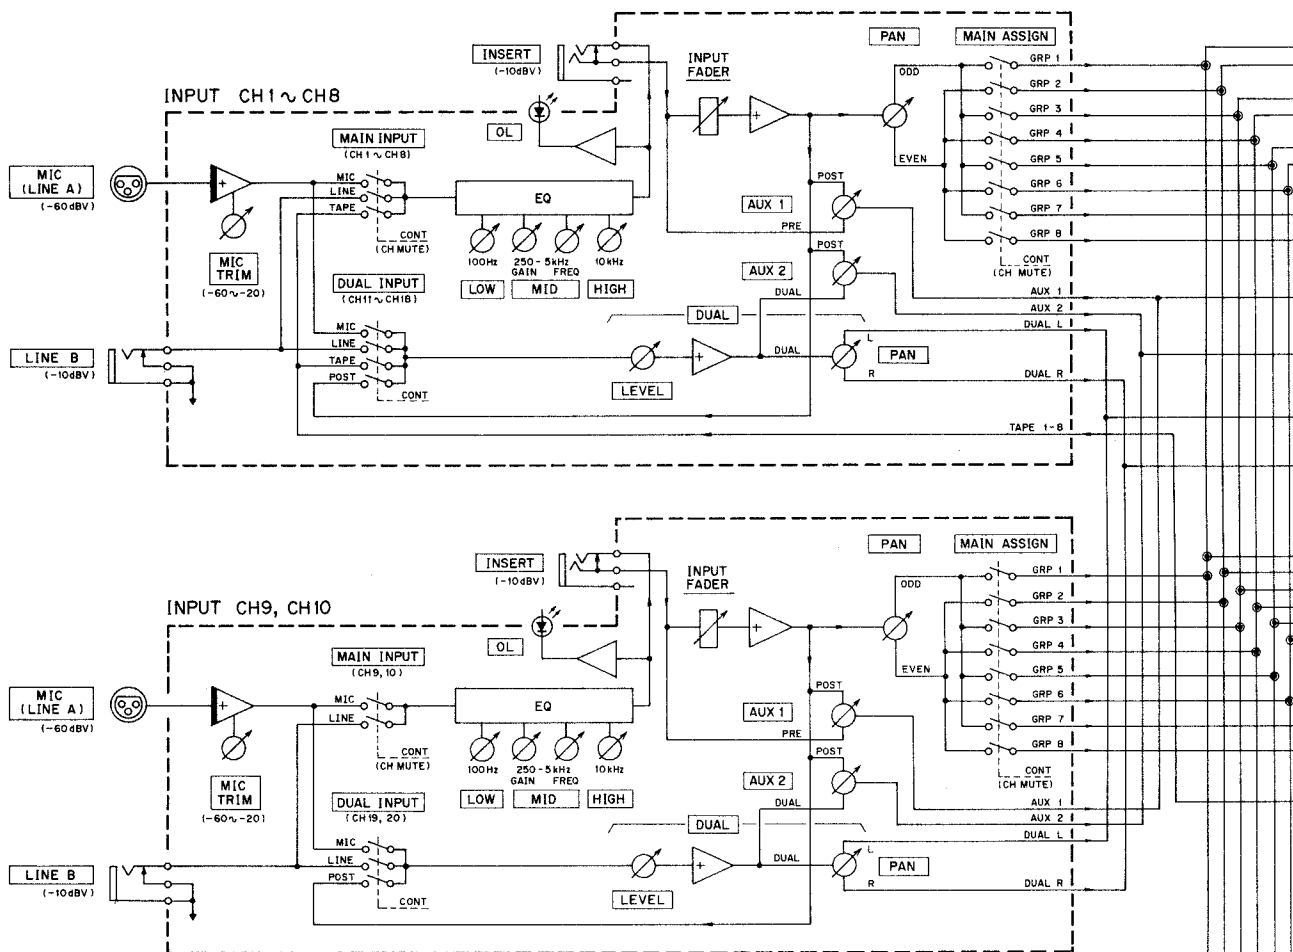 INSERT
(-10dBV)
INPUT
FADER
PAN
MAIN ASSIGN
ODD
GRP 1
GRP 2
GRP 3
GRP 4
GRP 5
GRP 6
GRP 7
GRP 8
EVEN
CONT
(CH MUTE)
INPUT CH1~CH8
OL
MAIN INPUT
(CH1~CH8)
MIC
(LINE A)
(-60dBV)
MIC
LINE
TAPE
CONT
(CH MUTE)
EQ
100Hz
250-5kHz
GAIN FREQ
10kHz
LOW
MID
HIGH
MIC
TRIM
(-60~-20)
POST
AUX 1
PRE
POST
AUX 2
DUAL
AUX 1
AUX 2
DUAL L
DUAL INPUT
(CH11~CH18)
MIC
LINE
TAPE
POST
CONT
LINE B
(-10dBV)
DUAL
LEVEL
DUAL
L
PAN
R
DUAL R
TAPE 1-8
INSERT
(-10dBV)
INPUT
FADER
PAN
MAIN ASSIGN
ODD
GRP 1
GRP 2
GRP 3
GRP 4
GRP 5
GRP 6
GRP 7
GRP 8
EVEN
CONT
(CH MUTE)
INPUT CH9, CH10
OL
MAIN INPUT
(CH9, 10)
MIC
(LINE A)
(-60dBV)
MIC
LINE
CONT
(CH MUTE)
EQ
100Hz
250-5kHz
GAIN FREQ
10kHz
LOW
MID
HIGH
MIC
TRIM
(-60~-20)
POST
AUX 1
PRE
POST
AUX 2
DUAL
AUX 1
AUX 2
DUAL L
DUAL INPUT
(CH19, 20)
MIC
LINE
POST
CONT
LINE B
(-10dBV)
DUAL
LEVEL
DUAL
L
PAN
R
DUAL R